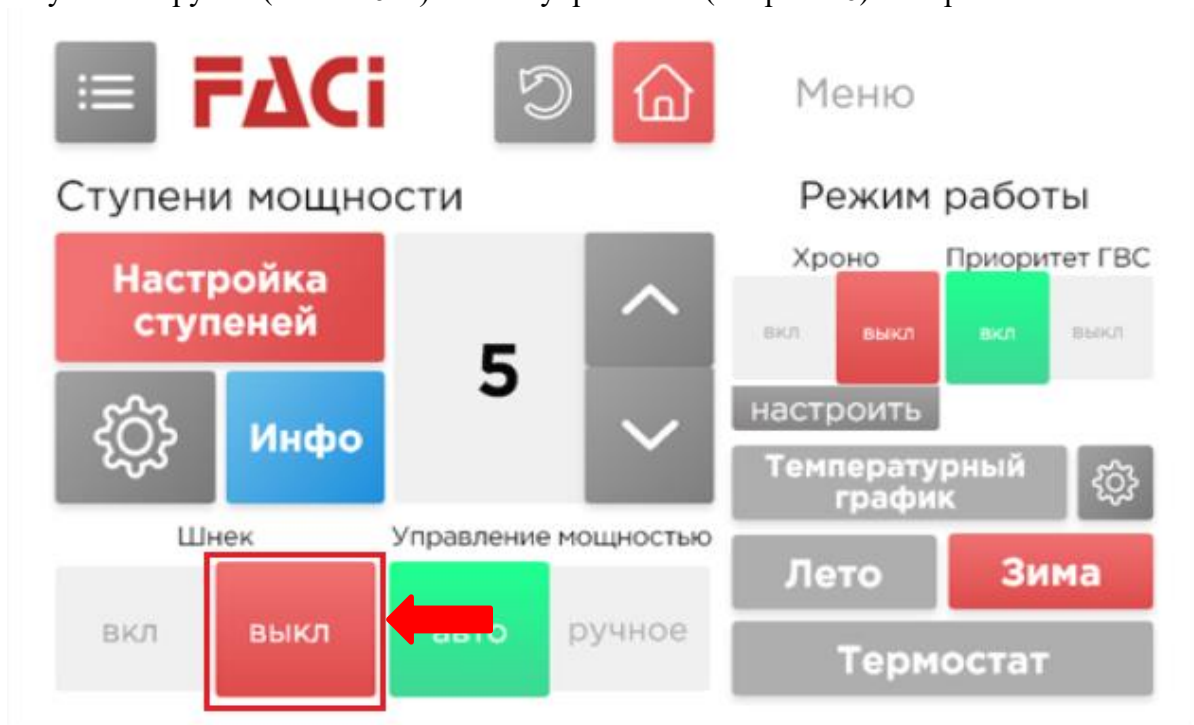 FACi
Меню
Ступени мощности
Режим работы
Настройка
ступеней
5
Хроно
Приоритет ГВС
вкл
выкл
вкл
выкл
настроить
Инфо
Температурный
график
Шнек
Управление мощностью
вкл
выкл
авто
ручное
Лето
Зима
Термостат